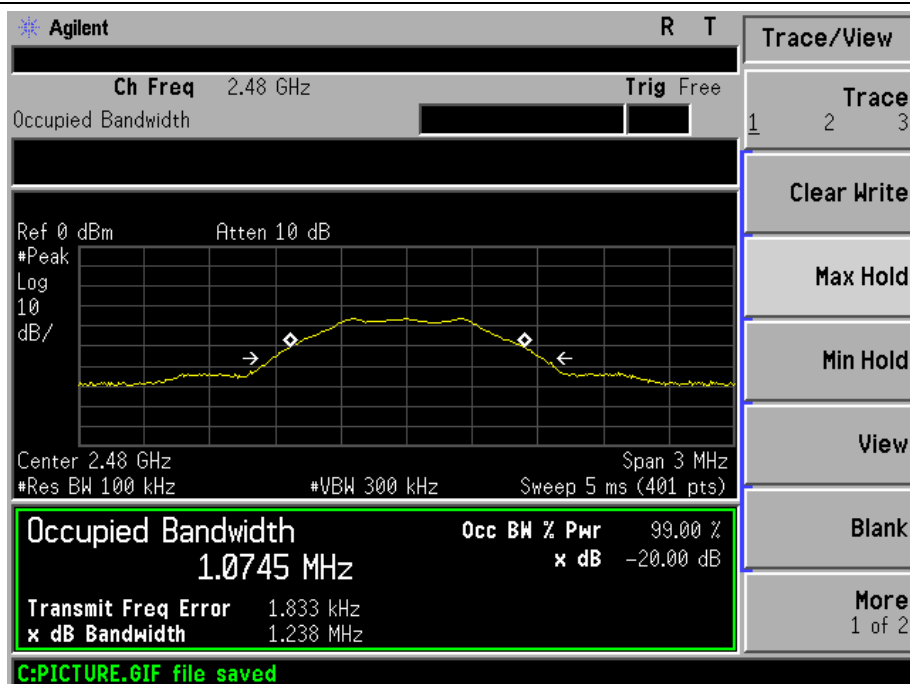 Agilent
R T
Ch Freq 2.48 GHz
Trig Free
Occupied Bandwidth
Ref 0 dBm
Atten 10 dB
#Peak
Log
10
dB/
Center 2.48 GHz
Span 3 MHz
#Res BW 100 kHz
#VBW 300 kHz
Sweep 5 ms (401 pts)
Occupied Bandwidth
1.0745 MHz
Occ BW % Pwr 99.00 %
x dB -20.00 dB
Transmit Freq Error 1.833 kHz
x dB Bandwidth 1.238 MHz
C:PICTURE.GIF file saved
Trace/View
Trace
1 2 3
Clear Write
Max Hold
Min Hold
View
Blank
More
1 of 2